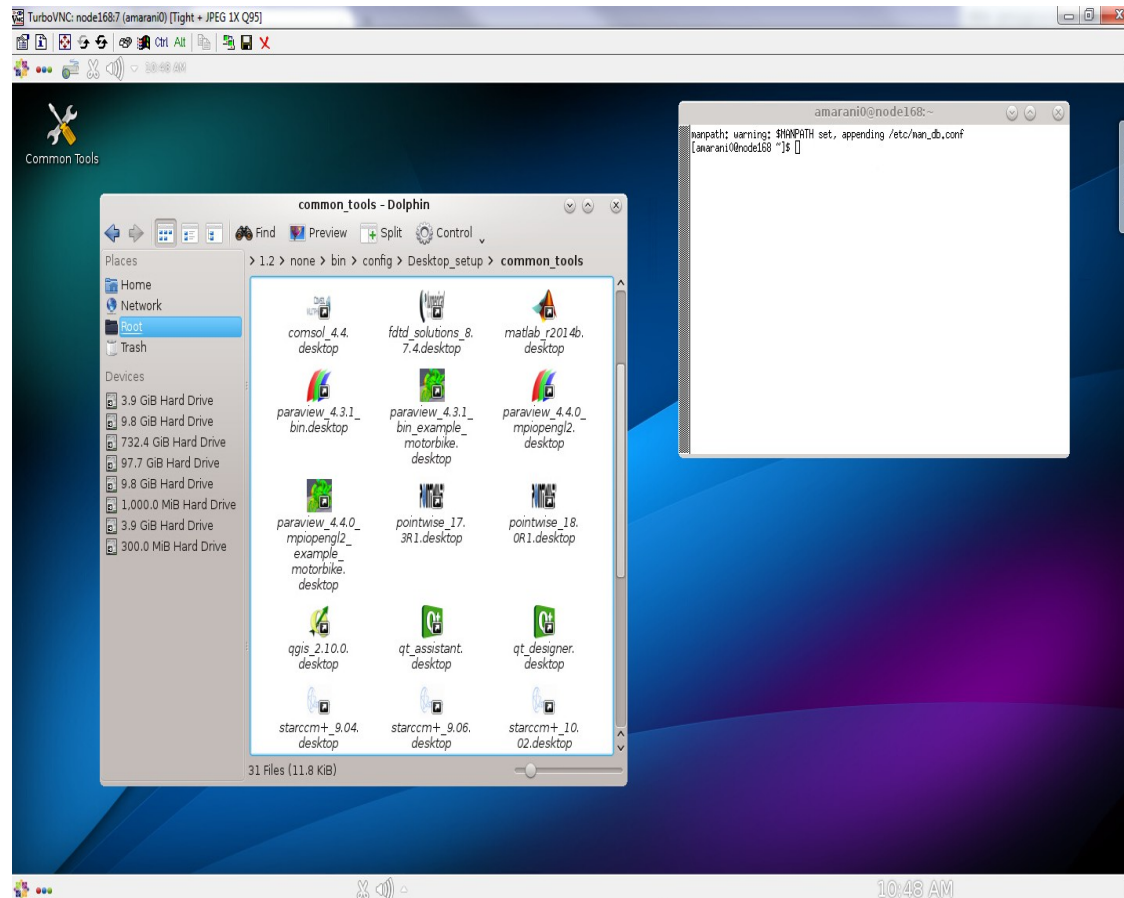 TurboVNC: node168:7 (amarani0) [Tight + JPEG 1X Q95]
Ctrl Alt
10:48 AM
Common Tools
amarani0@node168:~
manpath: warning: $MANPATH set, appending /etc/man_db.conf
[amarani0@node168 ~]$
common_tools - Dolphin
Find Preview Split Control
Places
> 1.2 > none > bin > config > Desktop_setup > common_tools
Home
Network
Root
Trash
Devices
3.9 GiB Hard Drive
9.8 GiB Hard Drive
732.4 GiB Hard Drive
97.7 GiB Hard Drive
9.8 GiB Hard Drive
1,000.0 MiB Hard Drive
3.9 GiB Hard Drive
300.0 MiB Hard Drive
comsol_4.4.
desktop
fdtd_solutions_8.
7.4.desktop
matlab_r2014b.
desktop
paraview_4.3.1_
bin.desktop
paraview_4.3.1_
bin_example_
motorbike.
desktop
paraview_4.4.0_
mpiopengl2.
desktop
paraview_4.4.0_
mpiopengl2_
example_
motorbike.
desktop
pointwise_17.
3R1.desktop
pointwise_18.
0R1.desktop
qgis_2.10.0.
desktop
Qt
qt_assistant.
desktop
Qt
qt_designer.
desktop
starccm+_9.04.
desktop
starccm+_9.06.
desktop
starccm+_10.
02.desktop
31 Files (11.8 KiB)
10:48 AM